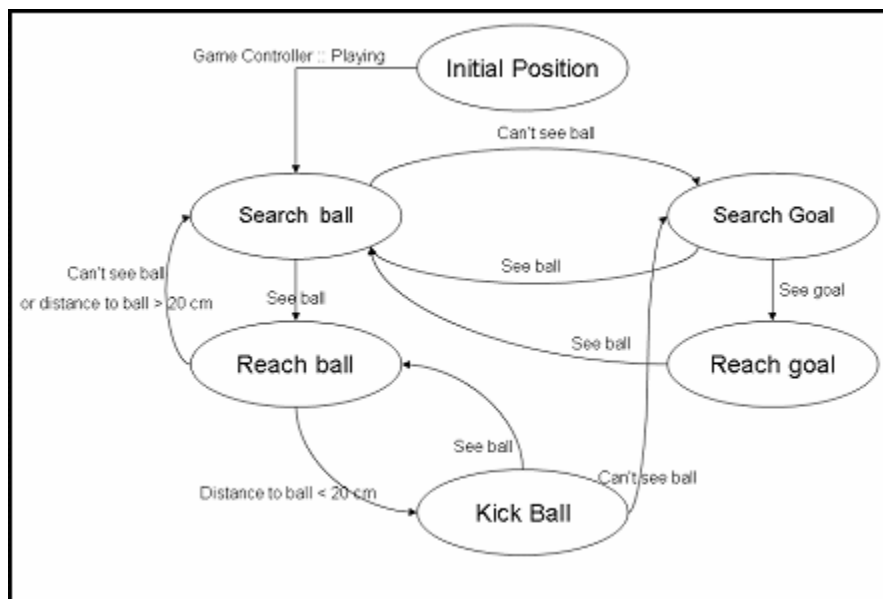 Game Controller :: Playing
Initial Position
Can't see ball
Search ball
Search Goal
See ball
Can't see ball
or distance to ball > 20 cm
See ball
See goal
See ball
Reach ball
Reach goal
See ball
Can't see ball
Distance to ball < 20 cm
Kick Ball